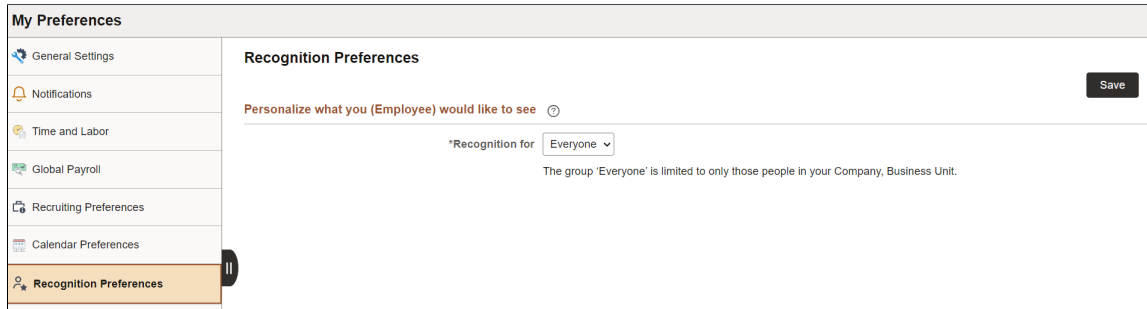 My Preferences
General Settings
Notifications
Time and Labor
Global Payroll
Recruiting Preferences
Calendar Preferences
Recognition Preferences
Recognition Preferences
Save
Personalize what you (Employee) would like to see
*Recognition for Everyone
The group ‘Everyone’ is limited to only those people in your Company, Business Unit.